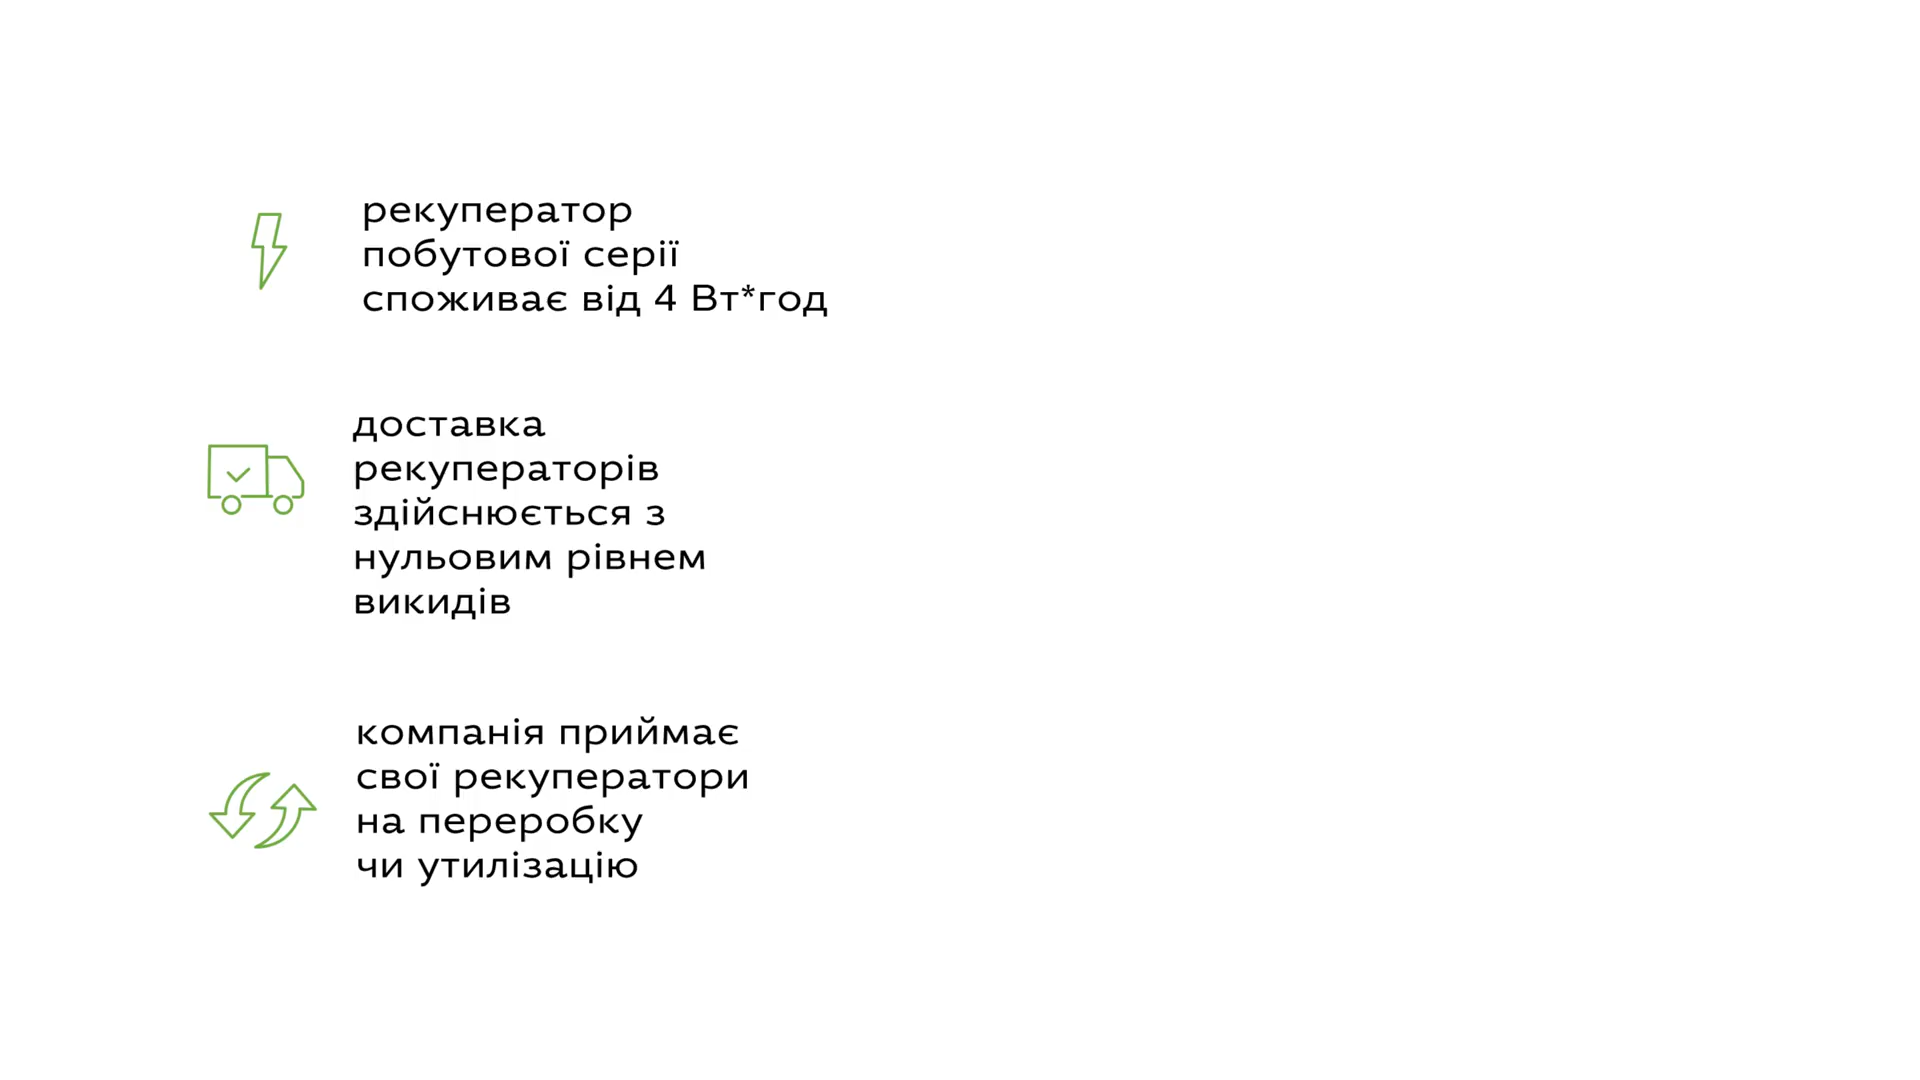 рекуператор
побутової серії
споживає від 4 Вт*год
доставка
рекуператорів
здійснюється з
нульовим рівнем
викидів
компанія приймає
свої рекуператори
на переробку
чи утилізацію